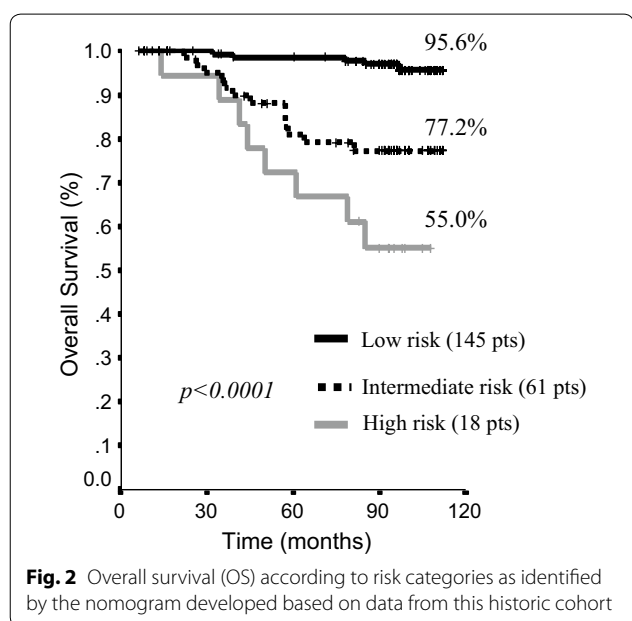 Overall Survival (%)
1.0
.9
.8
.7
.6
.5
.4
.3
.2
.1
0.0
95.6%
77.2%
55.0%
Low risk (145 pts)
Intermediate risk (61 pts)
High risk (18 pts)
p<0.0001
0 30 60 90 120
Time (months)
Fig. 2 Overall survival (OS) according to risk categories as identified
by the nomogram developed based on data from this historic cohort